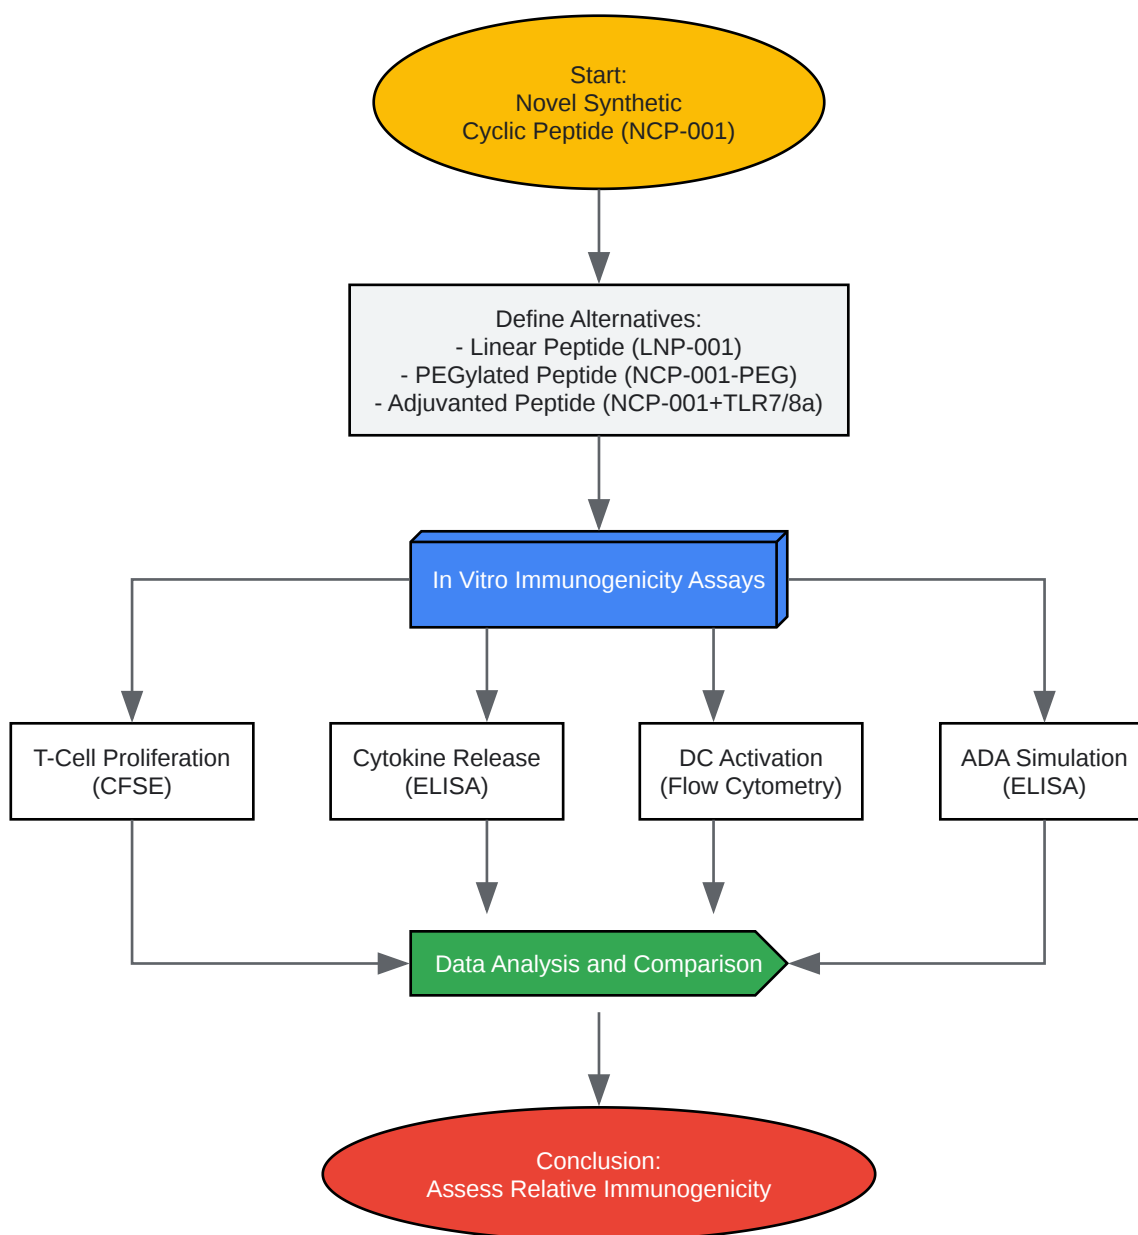 Start:
Novel Synthetic
Cyclic Peptide (NCP-001)
Define Alternatives:
- Linear Peptide (LNP-001)
- PEGylated Peptide (NCP-001-PEG)
- Adjuvanted Peptide (NCP-001+TLR7/8a)
In Vitro Immunogenicity Assays
T-Cell Proliferation
(CFSE)
Cytokine Release
(ELISA)
DC Activation
(Flow Cytometry)
ADA Simulation
(ELISA)
Data Analysis and Comparison
Conclusion:
Assess Relative Immunogenicity